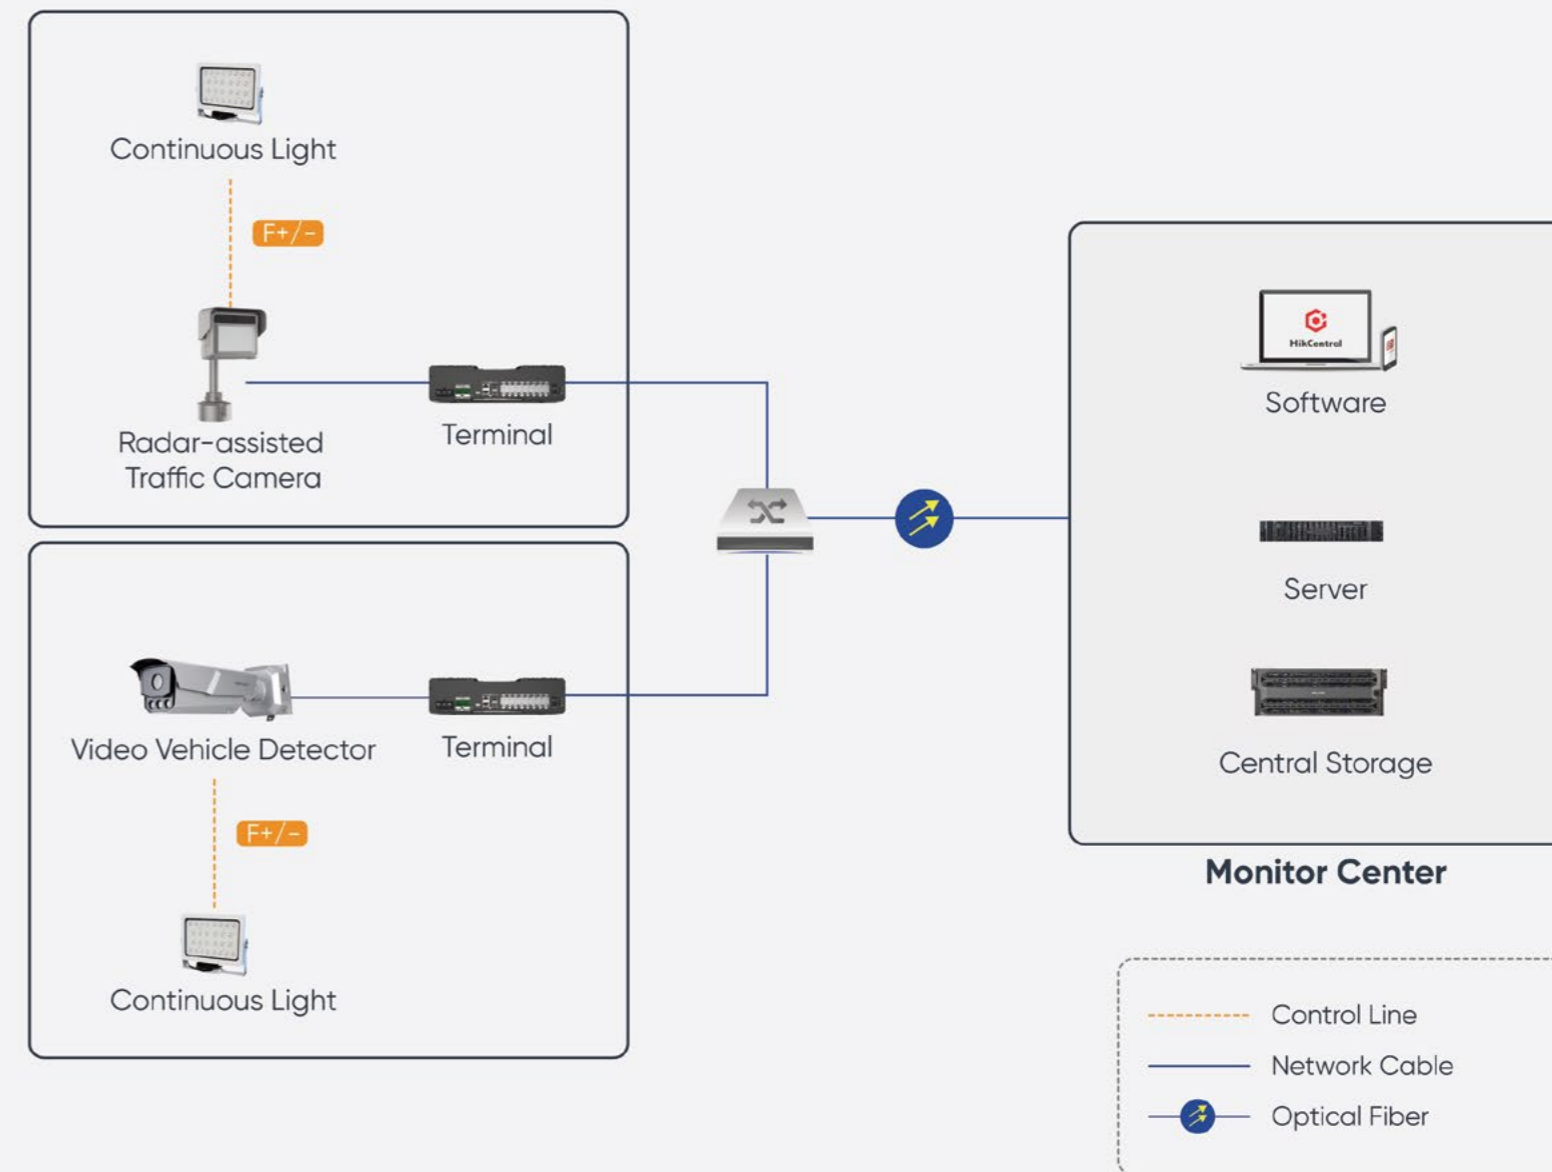 Continuous Light
F+/-
Radar-assisted
Traffic Camera
Terminal
Video Vehicle Detector
Terminal
F+/-
Continuous Light
HikCentral
Software
Server
Central Storage
Monitor Center
Control Line
Network Cable
Optical Fiber